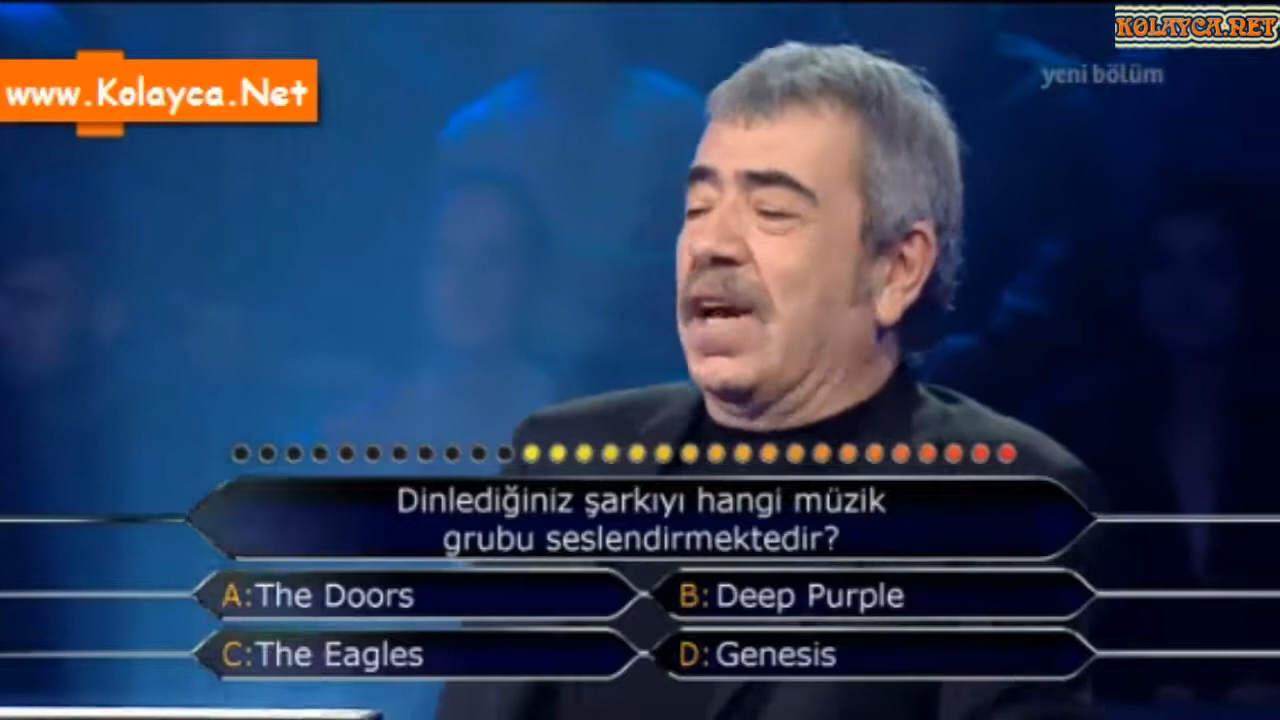 KOLAYCA.NET
www.Kolayca.Net
yeni bölüm
Dinlediğiniz şarkıyı hangi müzik
grubu seslendirmektedir?
A:The Doors
B: Deep Purple
C:The Eagles
D: Genesis